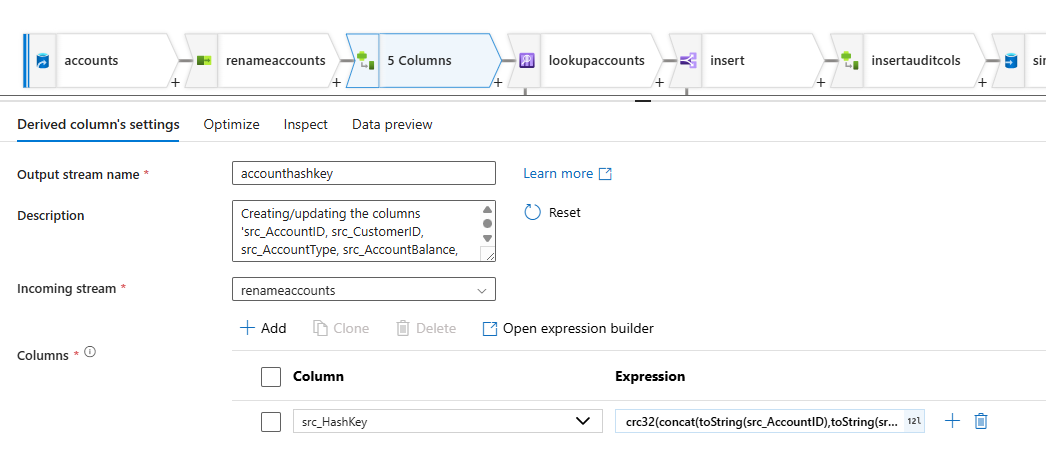 accounts
renameaccounts
5 Columns
lookupaccounts
insert
insertauditcols
+ + + + + +
Derived column's settings
Optimize
Inspect
Data preview
Output stream name *
accounthashkey
Learn more
Description
Creating/updating the columns
'src_AccountID, src_CustomerID,
src_AccountType, src_AccountBalance,
Reset
Incoming stream *
renameaccounts
+ Add
Clone
Delete
Open expression builder
Columns *
Column
Expression
src_HashKey
crc32(concat(toString(src_AccountID),toString(sr...
12l
+